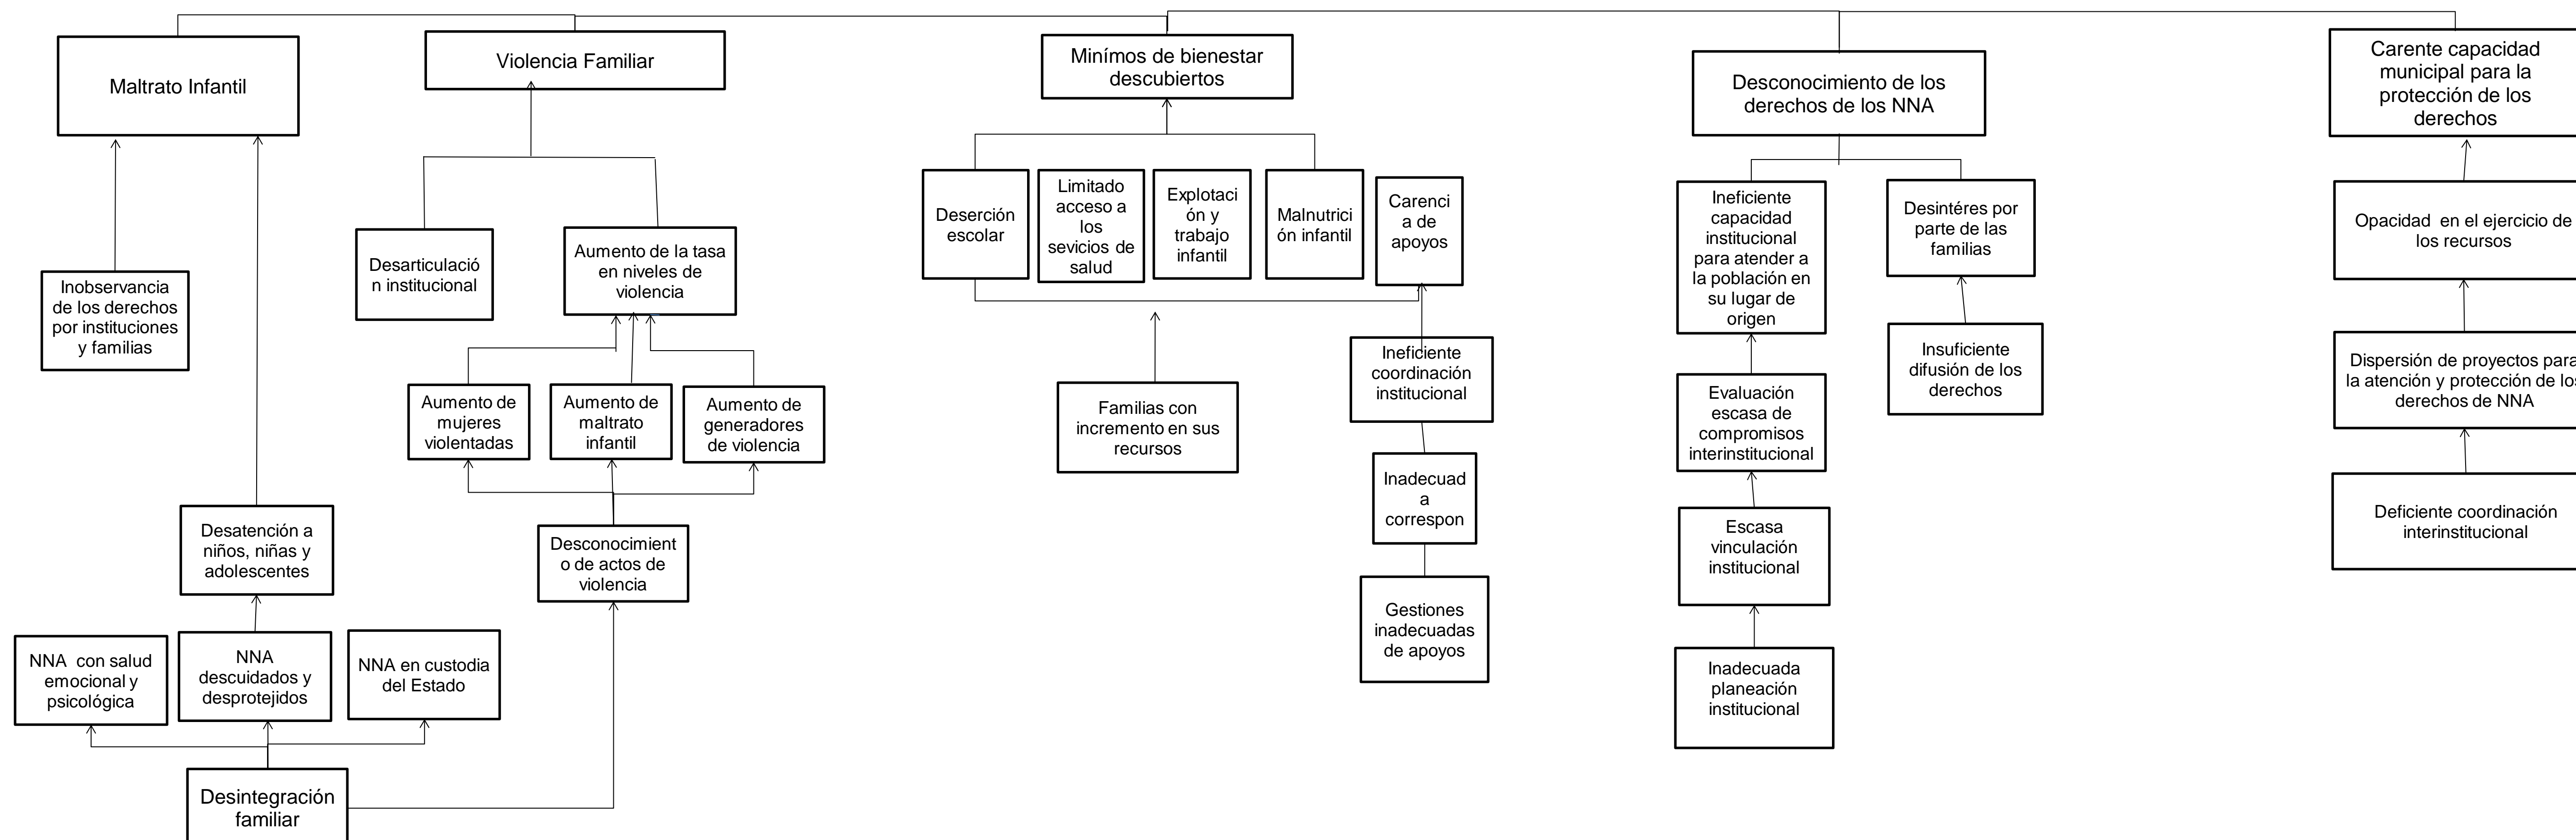 Maltrato Infantil
Violencia Familiar
Minímos de bienestar
descubiertos
Desconocimiento de los
derechos de los NNA
Carente capacidad
municipal para la
protección de los
derechos
Inobservancia
de los derechos
por instituciones
y familias
Desarticulació
n institucional
Aumento de la tasa
en niveles de
violencia
Deserción
escolar
Limitado
acceso a
los
sevicios de
salud
Explotaci
ón y
trabajo
infantil
Malnutrici
ón infantil
Carenci
a de
apoyos
Ineficiente
capacidad
institucional
para atender a
la población en
su lugar de
origen
Desintéres por
parte de las
familias
Opacidad  en el ejercicio de
los recursos
Aumento de
mujeres
violentadas
Aumento de
maltrato
infantil
Aumento de
generadores
de violencia
Familias con
incremento en sus
recursos
Ineficiente
coordinación
institucional
Evaluación
escasa de
compromisos
interinstitucional
Insuficiente
difusión de los
derechos
Dispersión de proyectos para
la atención y protección de los
derechos de NNA
Desatención a
niños, niñas y
adolescentes
Desconocimient
o de actos de
violencia
Inadecuad
a
correspon
Escasa
vinculación
institucional
Deficiente coordinación
interinstitucional
NNA  con salud
emocional y
psicológica
NNA
descuidados y
desprotejidos
NNA en custodia
del Estado
Gestiones
inadecuadas
de apoyos
Inadecuada
planeación
institucional
Desintegración
familiar